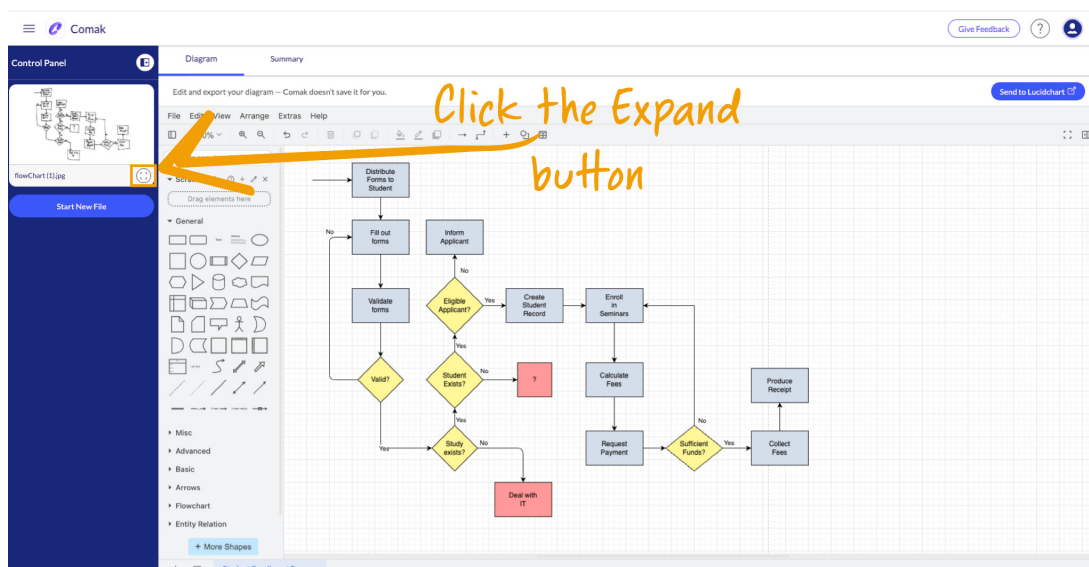 Comak
Give Feedback
?
Control Panel
Diagram
Summary
Edit and export your diagram — Comak doesn't save it for you.
Send to Lucidchart
Click the Expand
button
File Edit View Arrange Extras Help
flowChart (1).jpg
Start New File
Drag elements here
General
Misc
Advanced
Basic
Arrows
Flowchart
Entity Relation
+ More Shapes
Distribute
Forms to
Student
No
Fill out
forms
Inform
Applicant
No
Validate
forms
Eligible
Applicant?
Yes
Create
Student
Record
Enroll
in
Seminars
Yes
Valid?
Student
Exists?
No
?
Calculate
Fees
Produce
Receipt
Yes
No
Yes
Study
exists?
No
Request
Payment
Sufficient
Funds?
Yes
Collect
Fees
Deal with
IT